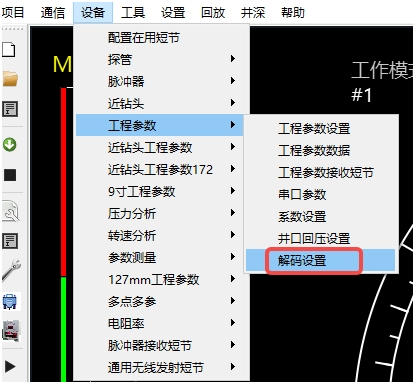 项目 通信 设备 工具 设置 回放 井深 帮助
M
工作模式
#1
配置在用短节
探管
脉冲器
近钻头
工程参数
近钻头工程参数
近钻头工程参数172
9寸工程参数
压力分析
转速分析
参数测量
127mm工程参数
多点多参
电阻率
脉冲器接收短节
通用无线发射短节
工程参数设置
工程参数数据
工程参数接收短节
串口参数
系数设置
井口回压设置
解码设置